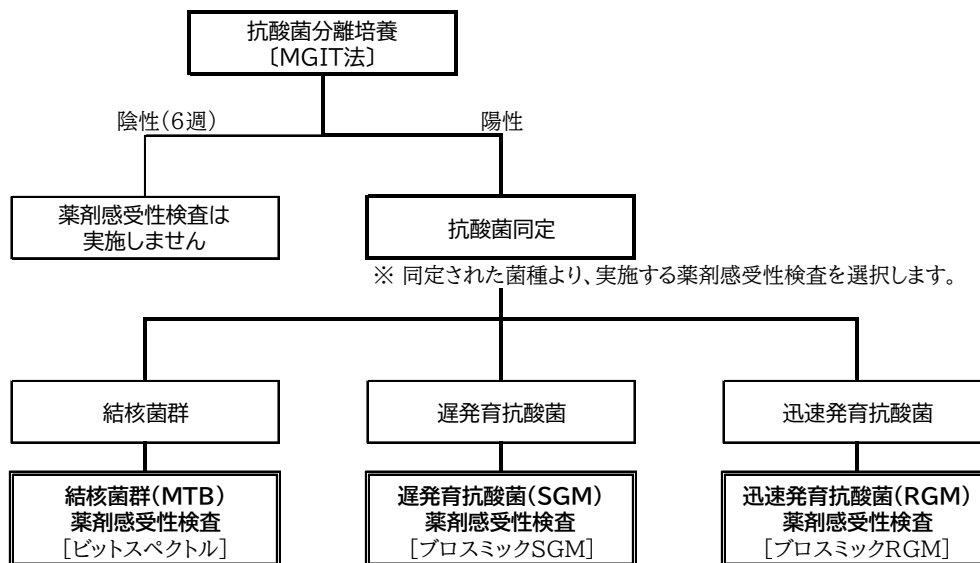 抗酸菌分離培養
〔MGIT法〕
陰性(6週)
陽性
薬剤感受性検査は
実施しません
抗酸菌同定
※ 同定された菌種より、実施する薬剤感受性検査を選択します。
結核菌群
遅発育抗酸菌
迅速発育抗酸菌
結核菌群(MTB)
薬剤感受性検査
[ビットスペクトル]
遅発育抗酸菌(SGM)
薬剤感受性検査
[ブロスミックSGM]
迅速発育抗酸菌(RGM)
薬剤感受性検査
[ブロスミックRGM]